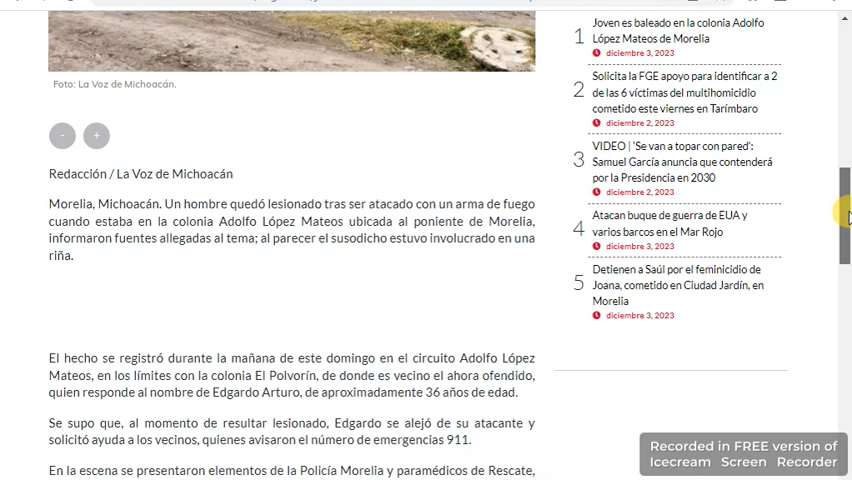 Foto: La Voz de Michoacán.
-
+
Redacción / La Voz de Michoacán
Morelia, Michoacán. Un hombre quedó lesionado tras ser atacado con un arma de fuego
cuando estaba en la colonia Adolfo López Mateos ubicada al poniente de Morelia,
informaron fuentes allegadas al tema; al parecer el susodicho estuvo involucrado en una
riña.
El hecho se registró durante la mañana de este domingo en el circuito Adolfo López
Mateos, en los límites con la colonia El Polvorín, de donde es vecino el ahora ofendido,
quien responde al nombre de Edgardo Arturo, de aproximadamente 36 años de edad.
Se supo que, al momento de resultar lesionado, Edgardo se alejó de su atacante y
solicitó ayuda a los vecinos, quienes avisaron el número de emergencias 911.
En la escena se presentaron elementos de la Policía Morelia y paramédicos de Rescate,
1
Joven es baleado en la colonia Adolfo
López Mateos de Morelia
diciembre 3, 2023
2
Solicita la FGE apoyo para identificar a 2
de las 6 víctimas del multihomicidio
cometido este viernes en Tarímbaro
diciembre 2, 2023
3
VIDEO | 'Se van a topar con pared':
Samuel García anuncia que contenderá
por la Presidencia en 2030
diciembre 2, 2023
4
Atacan buque de guerra de EUA y
varios barcos en el Mar Rojo
diciembre 3, 2023
5
Detienen a Saúl por el feminicidio de
Joana, cometido en Ciudad Jardín, en
Morelia
diciembre 3, 2023
Recorded in FREE version of
Icecream Screen Recorder